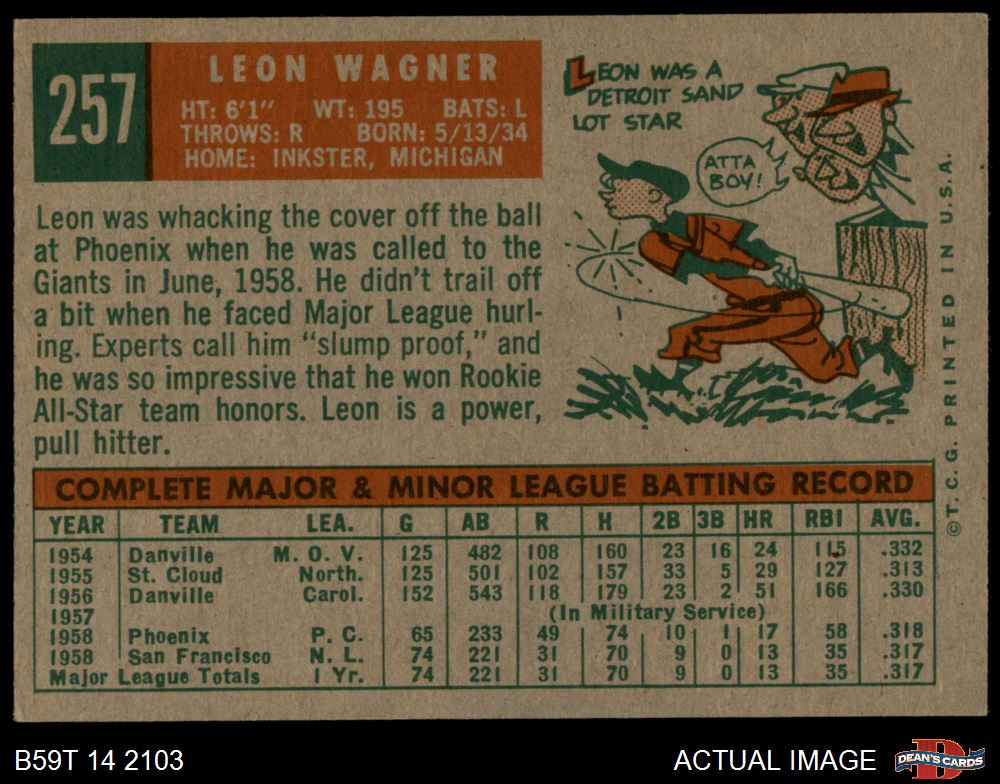 257
LEON WAGNER
HT: 6'1" WT: 195 BATS: L
THROWS: R BORN: 5/13/34
HOME: INKSTER, MICHIGAN
Leon was whacking the cover off the ball
at Phoenix when he was called to the
Giants in June, 1958. He didn't trail off
a bit when he faced Major League hurl-
ing. Experts call him "slump proof," and
he was so impressive that he won Rookie
All-Star team honors. Leon is a power,
pull hitter.
LEON WAS A
DETROIT SAND
LOT STAR
ATTA
BOY!
©T.C.G. PRINTED IN U.S.A.
COMPLETE MAJOR & MINOR LEAGUE BATTING RECORD
YEAR TEAM LEA. G AB R H 2B 3B HR RBI AVG.
1954 Danville M. O. V. 125 482 108 160 23 16 24 115 .332
1955 St. Cloud North. 125 501 102 157 33 5 29 127 .313
1956 Danville Carol. 152 543 118 179 23 2 51 166 .330
1957 (In Military Service)
1958 Phoenix P. C. 65 233 49 74 10 1 17 58 .318
1958 San Francisco N. L. 74 221 31 70 9 0 13 35 .317
Major League Totals 1 Yr. 74 221 31 70 9 0 13 35 .317
B59T 14 2103
ACTUAL IMAGE
DEAN'S CARDS